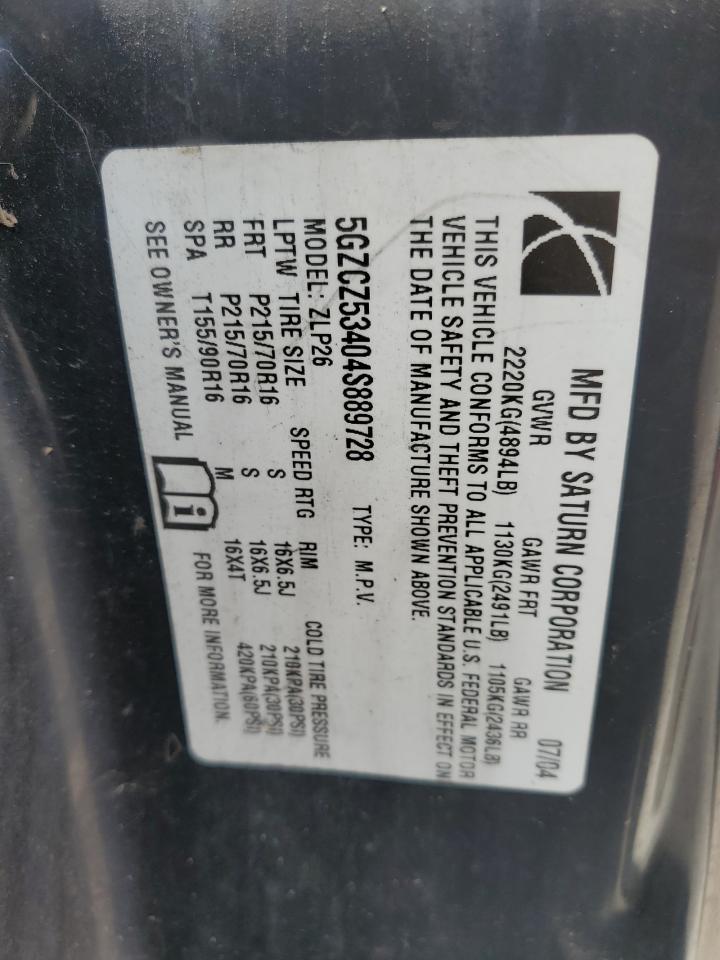 MFD BY SATURN CORPORATION 07/04
GVWR GAWR FRT GAWR RR
2220KG(4894LB) 1130KG(2491LB) 1105KG(2436LB)
THIS VEHICLE CONFORMS TO ALL APPLICABLE U.S. FEDERAL MOTOR
VEHICLE SAFETY AND THEFT PREVENTION STANDARDS IN EFFECT ON
THE DATE OF MANUFACTURE SHOWN ABOVE.
5GZCZ53404S889728 TYPE: M.P.V.
MODEL: ZLP26
LPTW TIRE SIZE SPEED RTG RIM COLD TIRE PRESSURE
FRT P215/70R16 S 16X6.5J 210KPA(30PSI)
RR P215/70R16 S 16X6.5J 210KPA(30PSI)
SPA T155/90R16 M 16X4T 420KPA(60PSI)
SEE OWNER'S MANUAL i FOR MORE INFORMATION.